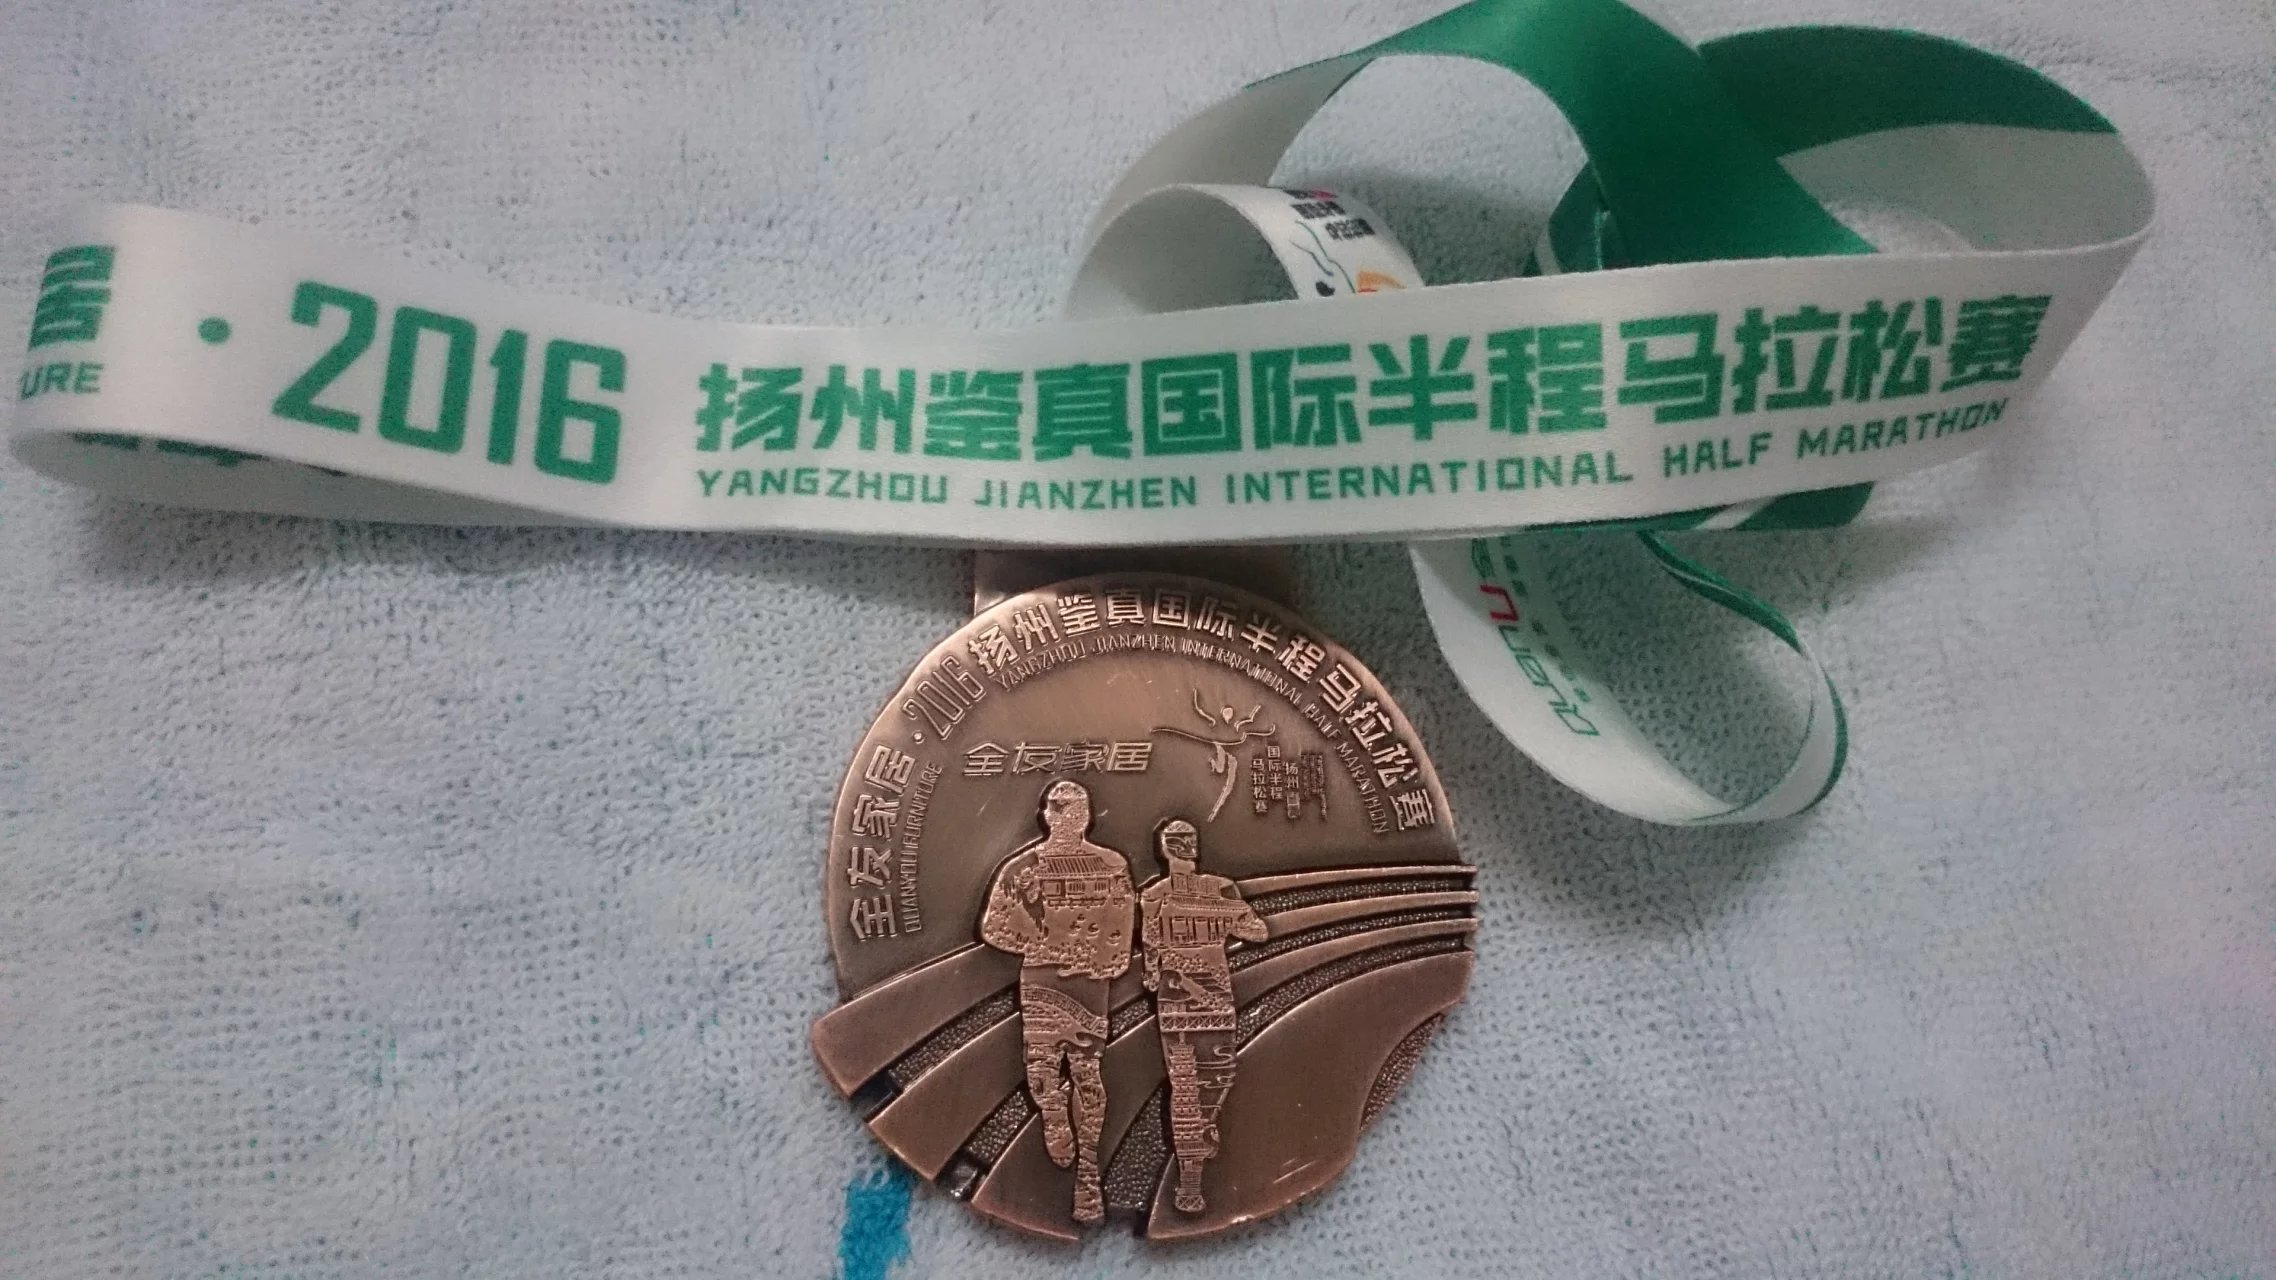 居
URE
·2016 扬州鉴真国际半程马拉松赛
YANGZHOU JIANZHEN INTERNATIONAL HALF MARATHON
全友家居·2016扬州鉴真国际半程马拉松赛
QUANYOU FURNITURE
YANGZHOU JIANZHEN INTERNATIONAL HALF MARATHON
全友家居
扬州鉴真
国际半程
马拉松赛